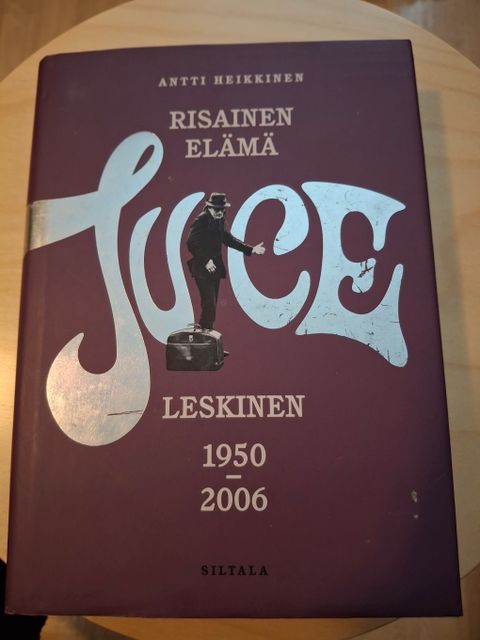 ANTTI HEIKKINEN
RISAINEN
ELÄMÄ
JUICE
LESKINEN
1950
–
2006
SILTALA